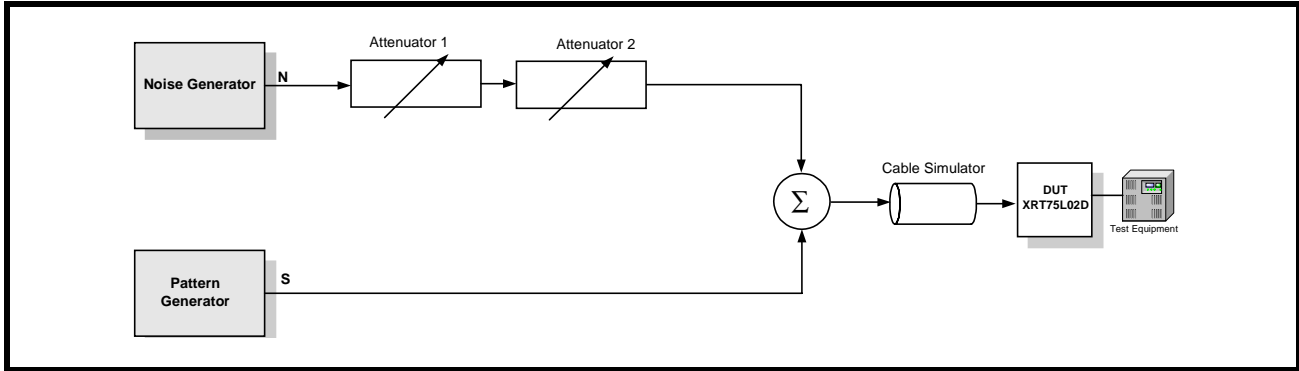 Attenuator 1
Attenuator 2
Noise Generator
N
Cable Simulator
DUT
XRT75L02D
Σ
Test Equipment
S
Pattern
Generator